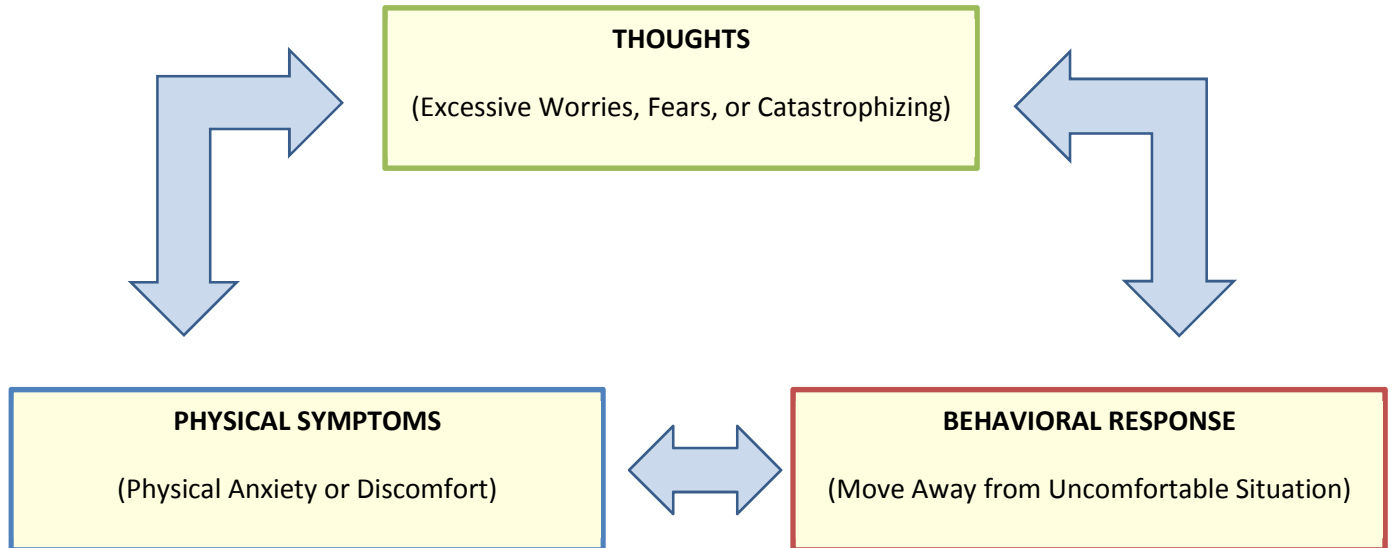 THOUGHTS
(Excessive Worries, Fears, or Catastrophizing)
PHYSICAL SYMPTOMS
(Physical Anxiety or Discomfort)
BEHAVIORAL RESPONSE
(Move Away from Uncomfortable Situation)